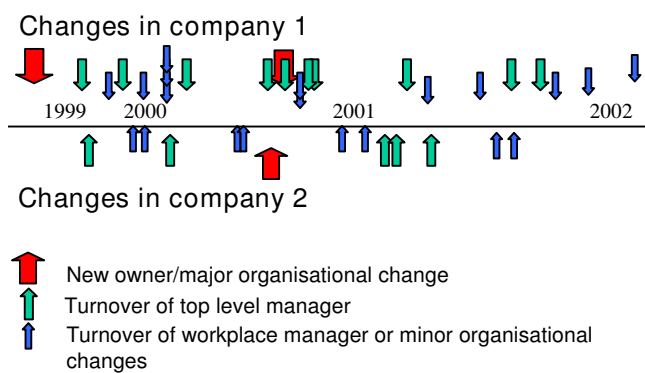 Changes in company 1
1999 2000 2001 2002
Changes in company 2
New owner/major organisational change
Turnover of top level manager
Turnover of workplace manager or minor organisational
changes